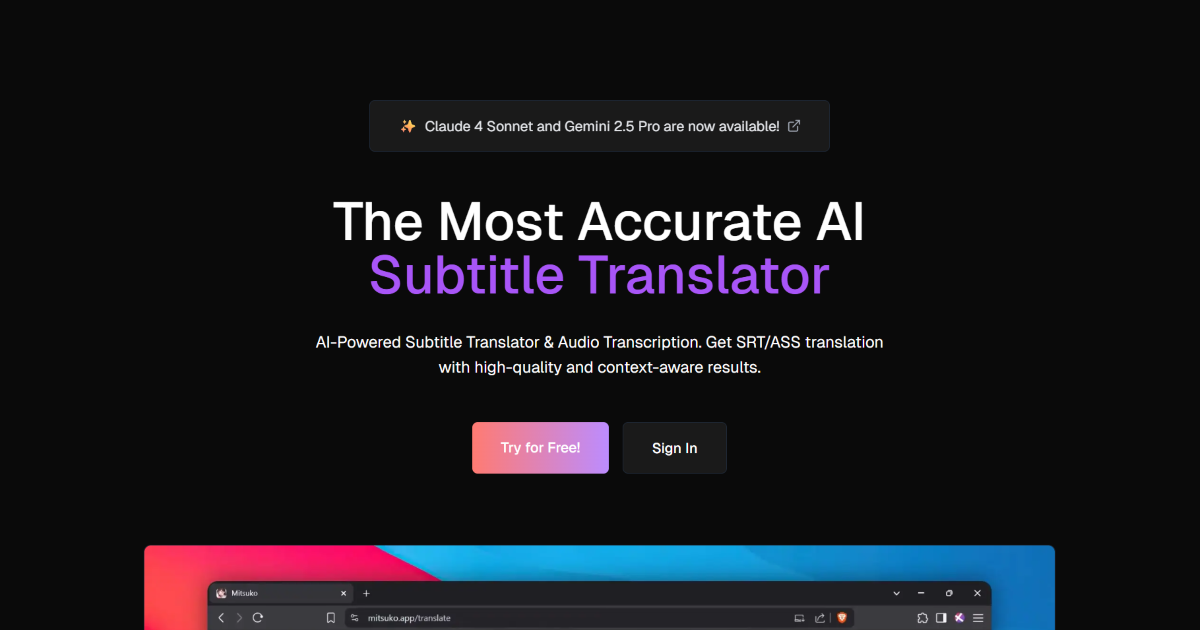 ✨ Claude 4 Sonnet and Gemini 2.5 Pro are now available!
The Most Accurate AI
Subtitle Translator
AI-Powered Subtitle Translator & Audio Transcription. Get SRT/ASS translation
with high-quality and context-aware results.
Try for Free!
Sign In
Mitsuko
mitsuko.app/translate